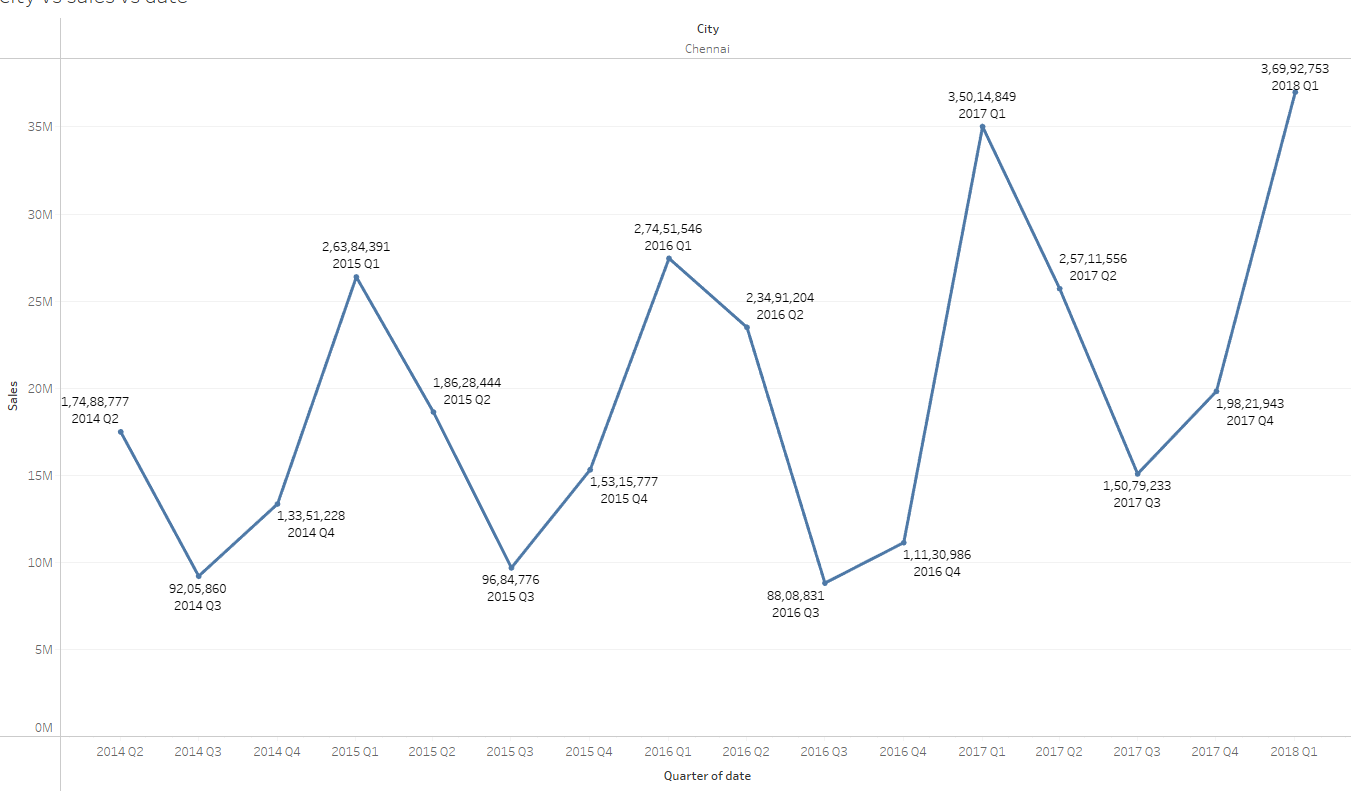 city vs sales vs date
City
Chennai
3,69,92,753
2018 Q1
3,50,14,849
2017 Q1
35M
30M
2,74,51,546
2016 Q1
2,63,84,391
2015 Q1
2,57,11,556
2017 Q2
25M
2,34,91,204
2016 Q2
Sales
20M
1,86,28,444
2015 Q2
1,74,88,777
2014 Q2
1,98,21,943
2017 Q4
15M
1,53,15,777
2015 Q4
1,50,79,233
2017 Q3
1,33,51,228
2014 Q4
10M
1,11,30,986
2016 Q4
92,05,860
2014 Q3
96,84,776
2015 Q3
88,08,831
2016 Q3
5M
0M
2014 Q2 2014 Q3 2014 Q4 2015 Q1 2015 Q2 2015 Q3 2015 Q4 2016 Q1 2016 Q2 2016 Q3 2016 Q4 2017 Q1 2017 Q2 2017 Q3 2017 Q4 2018 Q1
Quarter of date